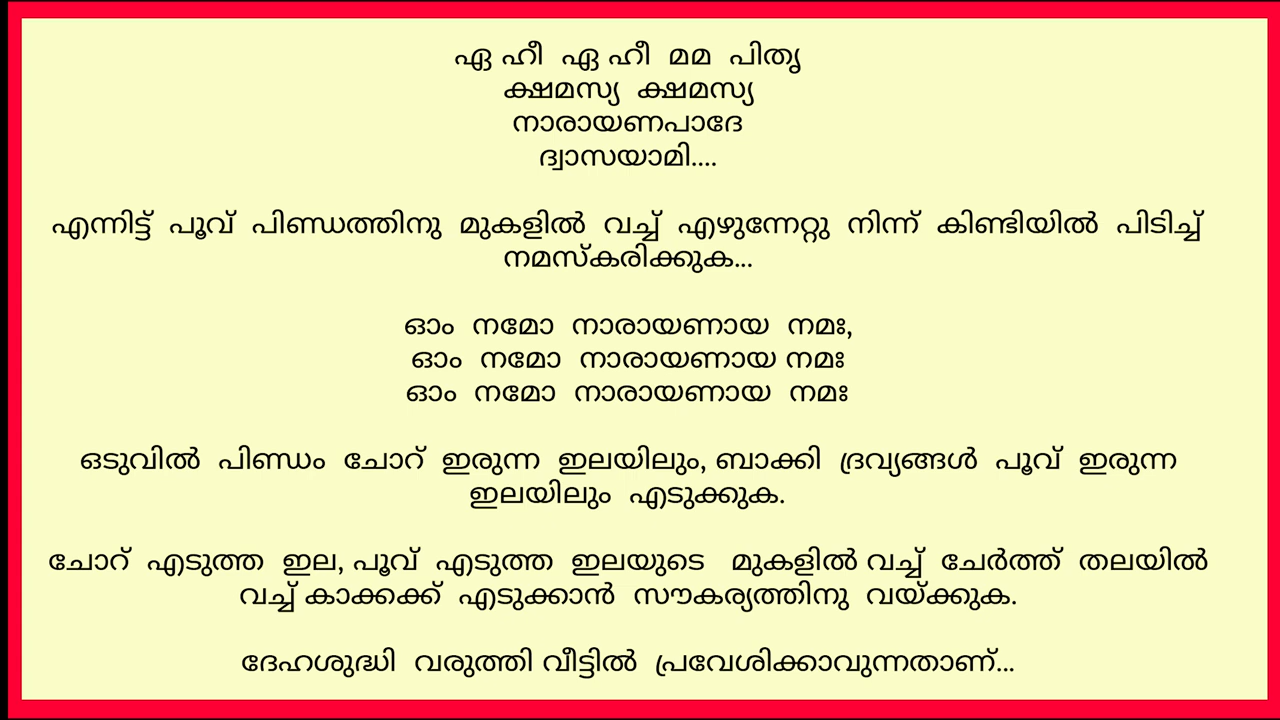 ഏ ഹീ ഏ ഹീ മമ പിതൃ
ക്ഷമസ്യ ക്ഷമസ്യ
നാരായണപാദേ
ദ്വാസയാമി....
എന്നിട്ട് പൂവ് പിണ്ഡത്തിനു മുകളിൽ വച്ച് എഴുന്നേറ്റു നിന്ന് കിണ്ടിയിൽ പിടിച്ച്
നമസ്കരിക്കുക...
ഓം നമോ നാരായണായ നമഃ,
ഓം നമോ നാരായണായ നമഃ
ഓം നമോ നാരായണായ നമഃ
ഒടുവിൽ പിണ്ഡം ചോറ് ഇരുന്ന ഇലയിലും, ബാക്കി ദ്രവ്യങ്ങൾ പൂവ് ഇരുന്ന
ഇലയിലും എടുക്കുക.
ചോറ് എടുത്ത ഇല, പൂവ് എടുത്ത ഇലയുടെ മുകളിൽ വച്ച് ചേർത്ത് തലയിൽ
വച്ച് കാക്കക്ക് എടുക്കാൻ സൗകര്യത്തിനു വയ്ക്കുക.
ദേഹശുദ്ധി വരുത്തി വീട്ടിൽ പ്രവേശിക്കാവുന്നതാണ്...